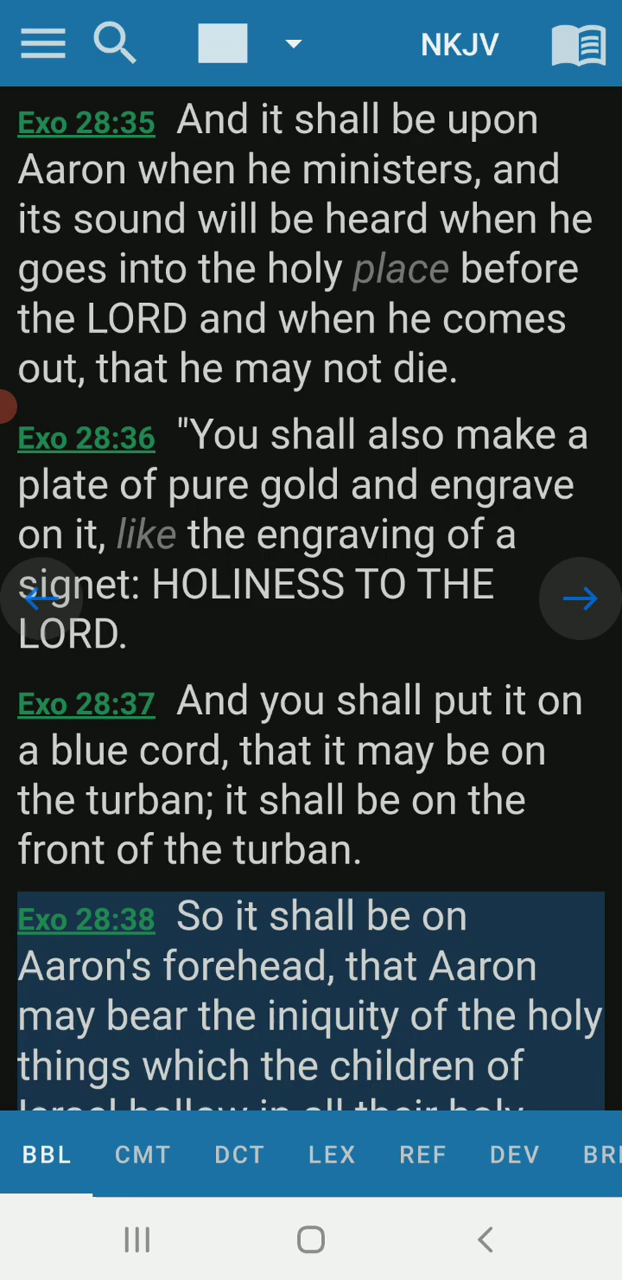 NKJV
Exo 28:35 And it shall be upon
Aaron when he ministers, and
its sound will be heard when he
goes into the holy place before
the LORD and when he comes
out, that he may not die.
Exo 28:36 "You shall also make a
plate of pure gold and engrave
on it, like the engraving of a
signet: HOLINESS TO THE
LORD.
Exo 28:37 And you shall put it on
a blue cord, that it may be on
the turban; it shall be on the
front of the turban.
Exo 28:38 So it shall be on
Aaron's forehead, that Aaron
may bear the iniquity of the holy
things which the children of
Israel hallow in all their holy
BBL CMT DCT LEX REF DEV